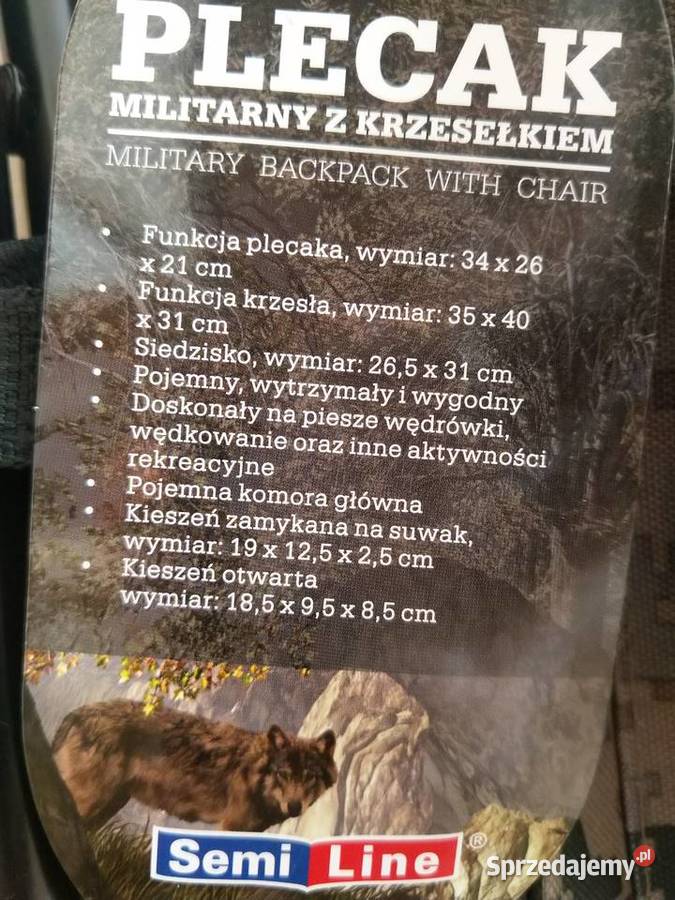 PLECAK
MILITARNY Z KRZESEŁKIEM
MILITARY BACKPACK WITH CHAIR
• Funkcja plecaka, wymiar: 34 x 26
x 21 cm
• Funkcja krzesła, wymiar: 35 x 40
x 31 cm
• Siedzisko, wymiar: 26,5 x 31 cm
• Pojemny, wytrzymały i wygodny
• Doskonały na piesze wędrówki,
wędkowanie oraz inne aktywności
rekreacyjne
• Pojemna komora główna
• Kieszeń zamykana na suwak,
wymiar: 19 x 12,5 x 2,5 cm
• Kieszeń otwarta
wymiar: 18,5 x 9,5 x 8,5 cm
Semi Line®
Sprzedajemy.pl